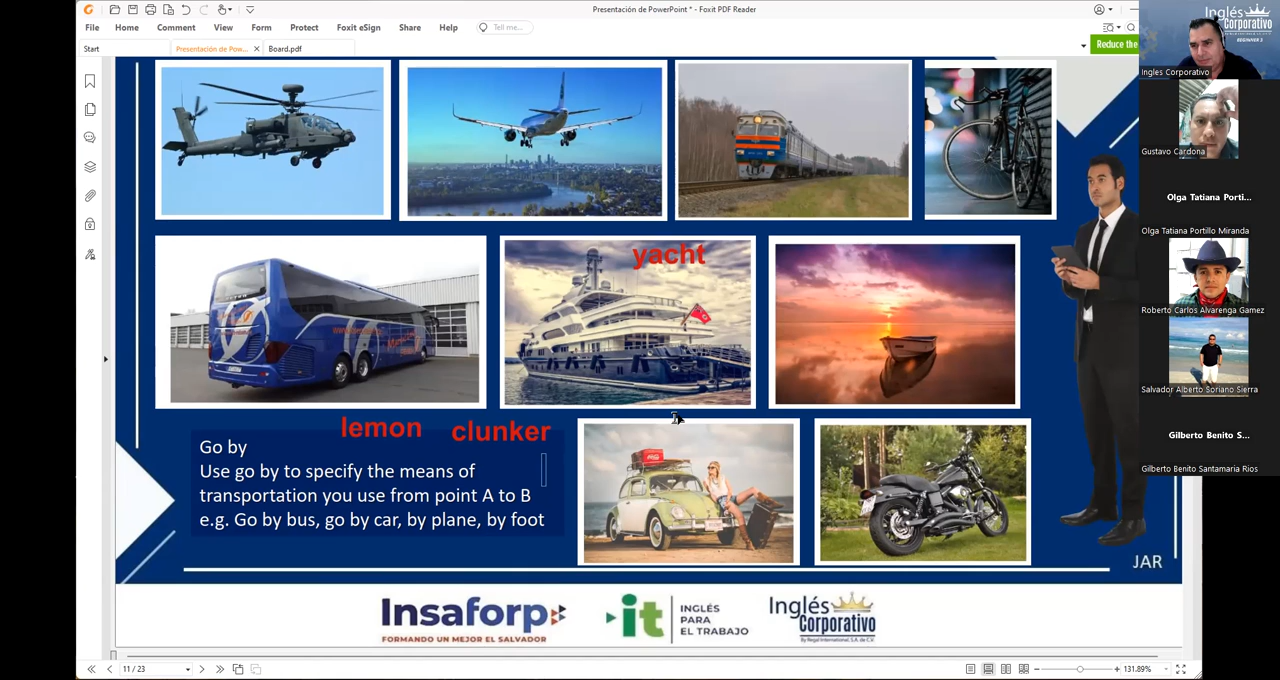 Presentación de PowerPoint * - Foxit PDF Reader
File Home Comment View Form Protect Foxit eSign Share Help Tell me...
Start Presentación de Pow... Board.pdf
Reduce the
yacht
lemon clunker
Go by
Use go by to specify the means of
transportation you use from point A to B
e.g. Go by bus, go by car, by plane, by foot
JAR
Insaforp
FORMANDO UN MEJOR EL SALVADOR
it INGLÉS
PARA
EL TRABAJO
Inglés
Corporativo
By Regal International, S.A. de C.V.
11 / 23
131.89%
Inglés
Corporativo
BEGINNER 3
Ingles Corporativo
Gustavo Cardona
Olga Tatiana Porti...
Olga Tatiana Portillo Miranda
Roberto Carlos Alvarenga Gamez
Salvador Alberto Soriano Sierra
Gilberto Benito S...
Gilberto Benito Santamaria Rios